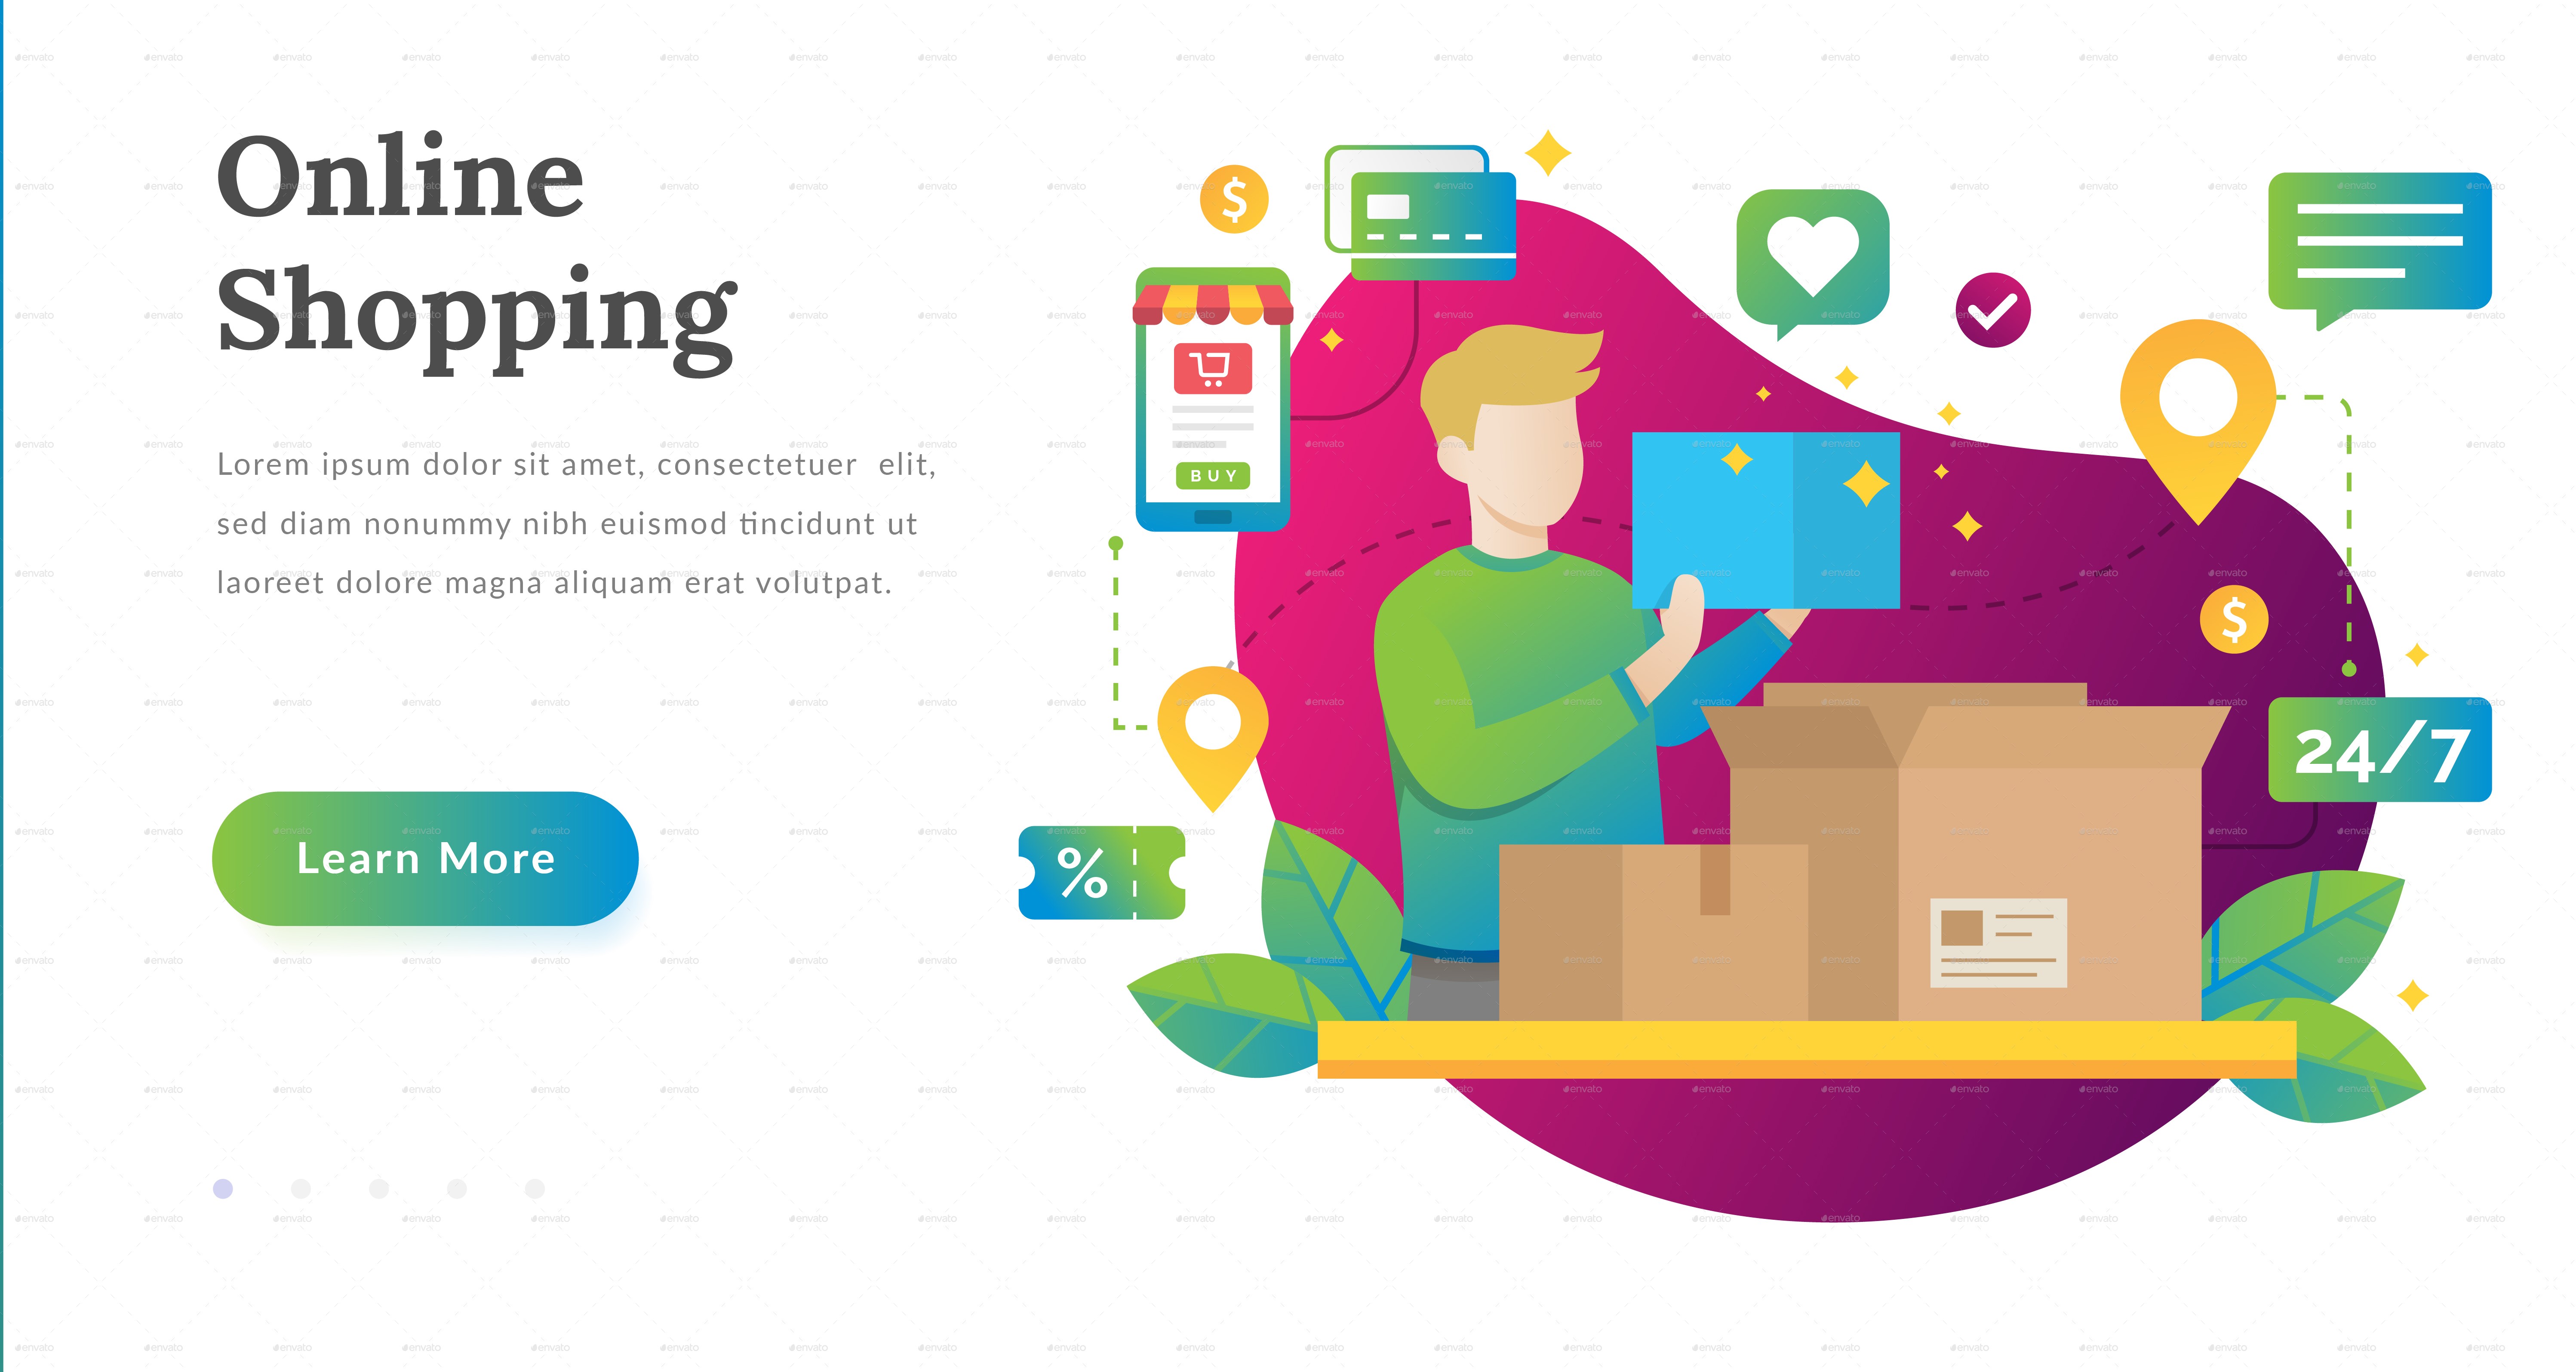 Online
Shopping
Lorem ipsum dolor sit amet, consectetuer elit,
sed diam nonummy nibh euismod tincidunt ut
laoreet dolore magna aliquam erat volutpat.
Learn More
$
BUY
%
$
24/7
envato